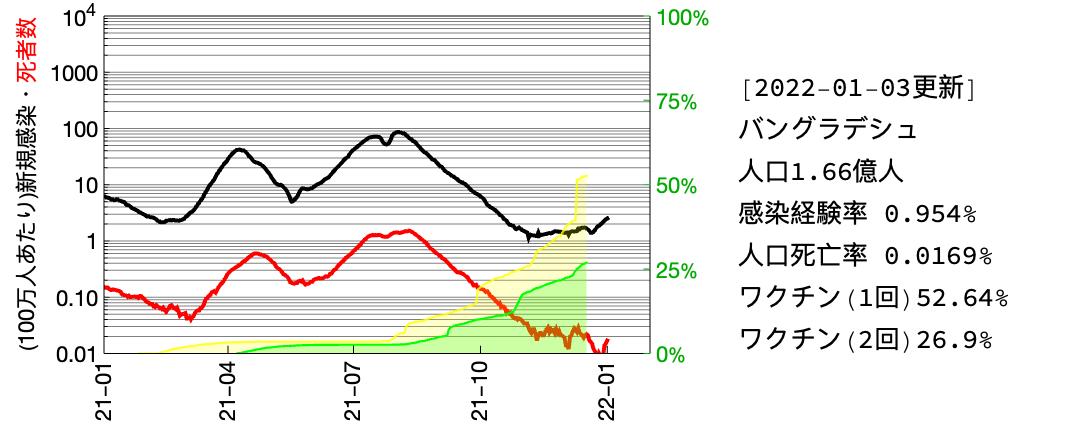 (100万人あたり)新規感染・死者数
10^4
1000
100
10
1
0.10
0.01
100%
75%
50%
25%
0%
21-01
21-04
21-07
21-10
22-01
[2022-01-03更新]
バングラデシュ
人口1.66億人
感染経験率 0.954%
人口死亡率 0.0169%
ワクチン(1回)52.64%
ワクチン(2回)26.9%